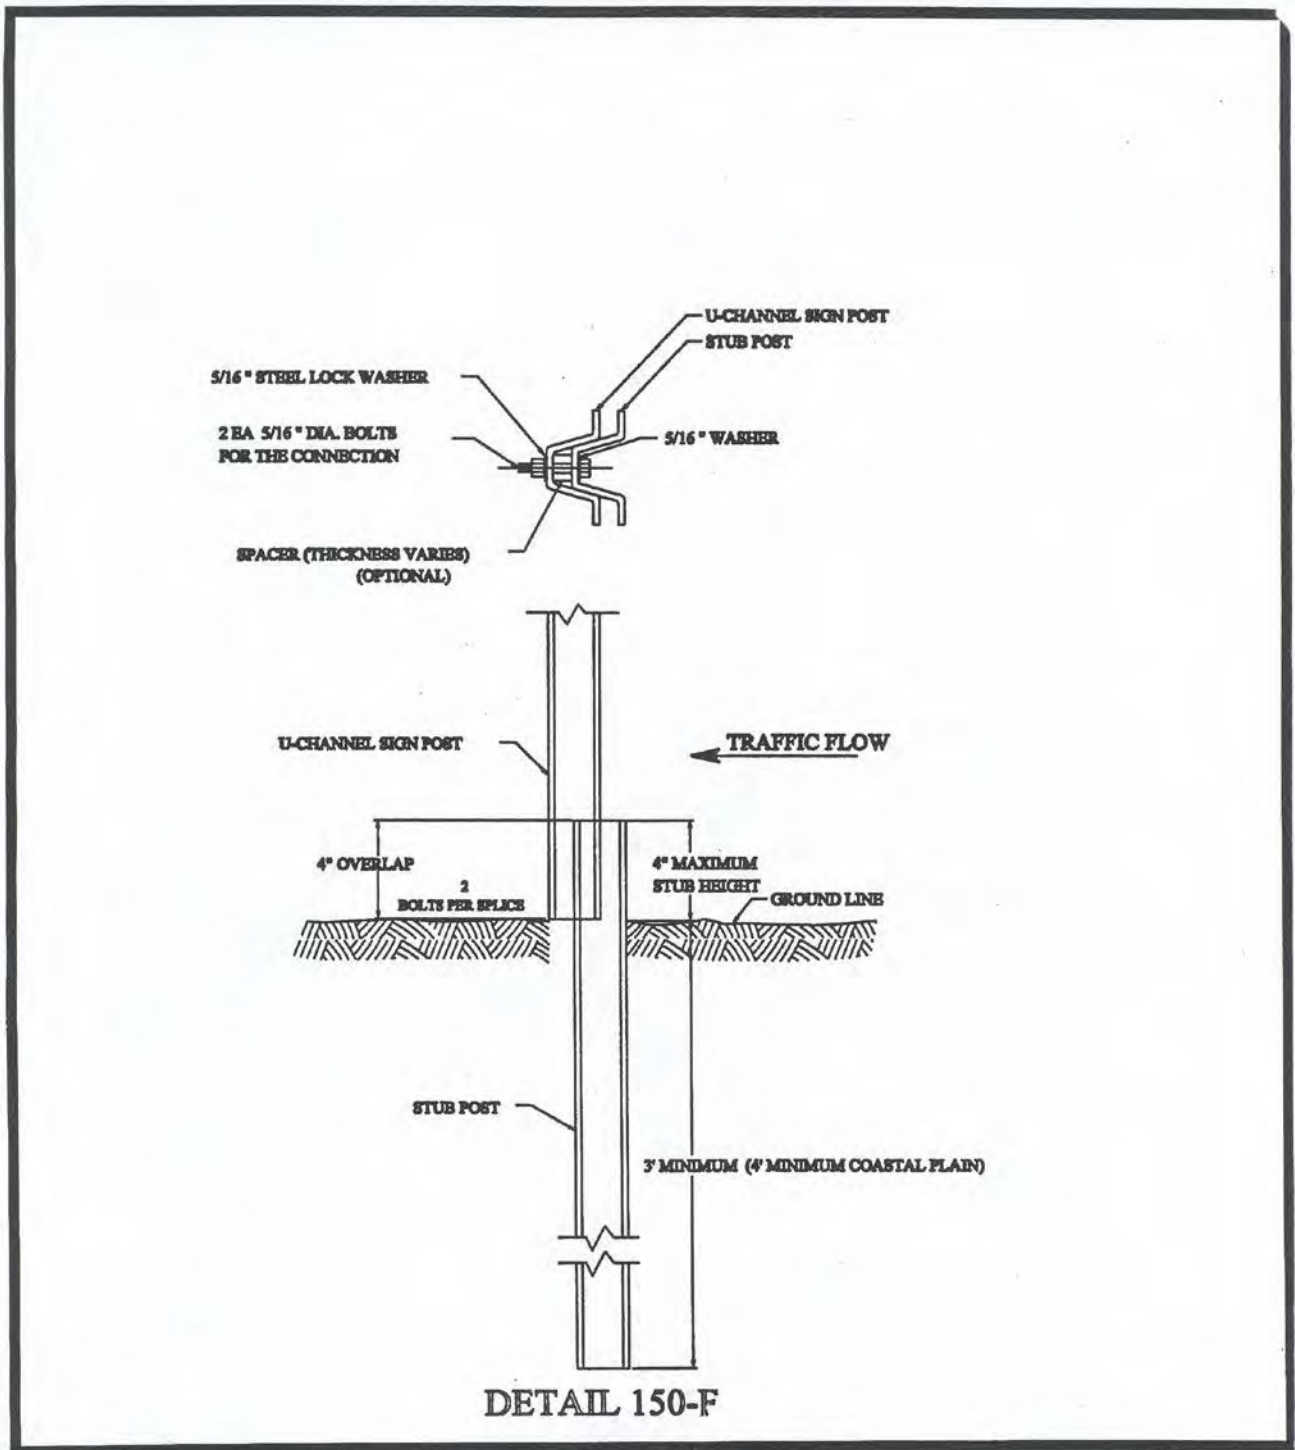 U-CHANNEL SIGN POST
STUB POST
5/16" STEEL LOCK WASHER
2 EA 5/16" DIA. BOLTS
FOR THE CONNECTION
5/16" WASHER
SPACER (THICKNESS VARIES)
(OPTIONAL)
U-CHANNEL SIGN POST
TRAFFIC FLOW
4" OVERLAP
2
BOLTS PER SPLICE
4" MAXIMUM
STUB HEIGHT
GROUND LINE
STUB POST
3' MINIMUM (4' MINIMUM COASTAL PLAIN)
DETAIL 150-F